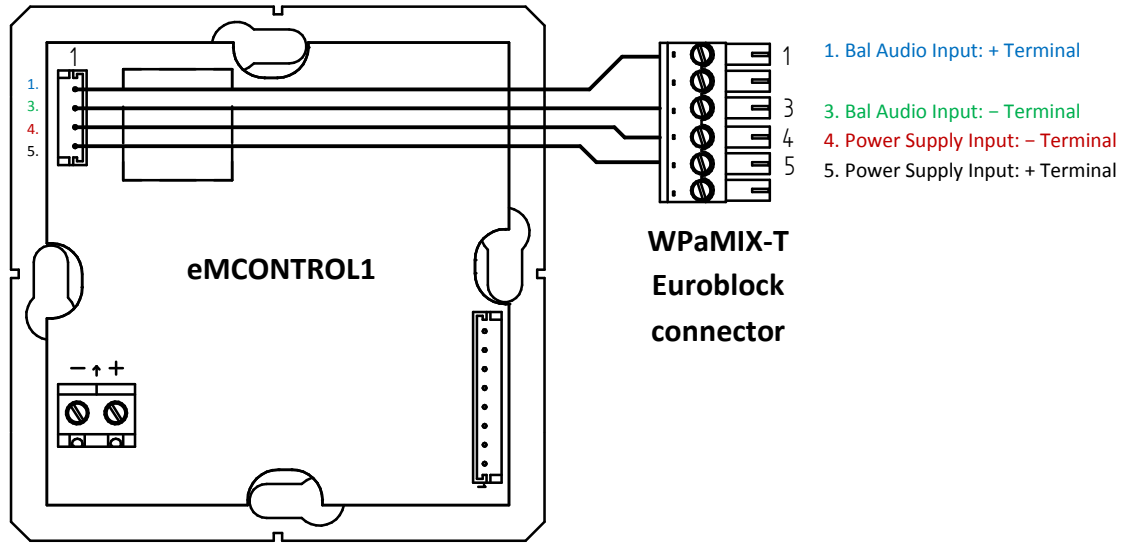 1
1.
3.
4.
5.
1
3
4
5
1. Bal Audio Input: + Terminal
3. Bal Audio Input: − Terminal
4. Power Supply Input: − Terminal
5. Power Supply Input: + Terminal
WPaMIX-T
Euroblock
connector
eMCONTROL1
− ↑ +
1